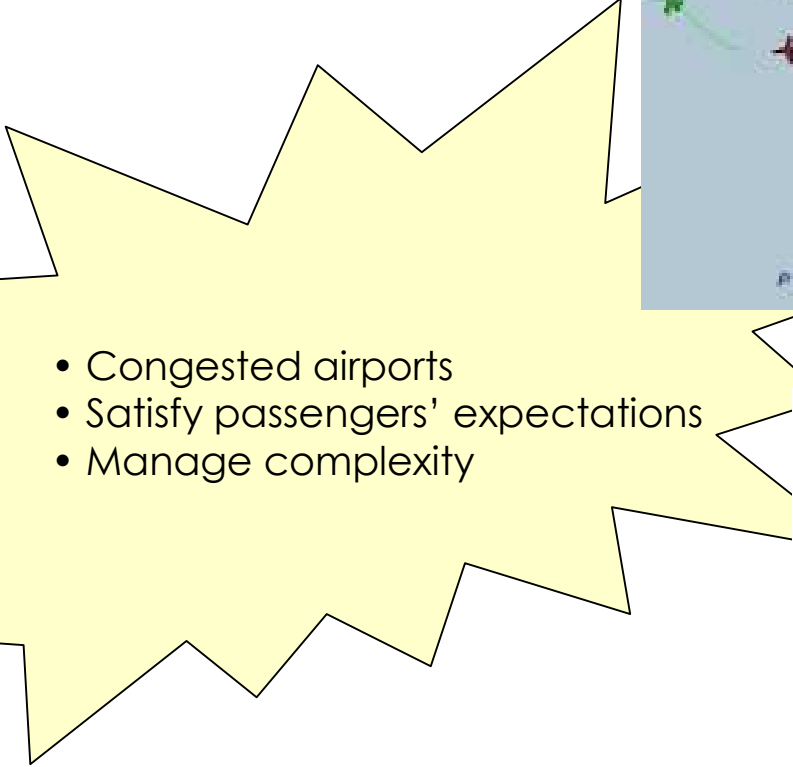 • Congested airports
• Satisfy passengers’ expectations
• Manage complexity